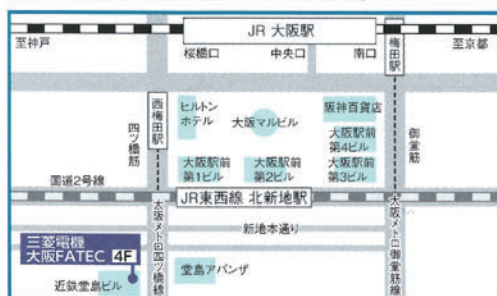 JR 大阪駅
至神戸
桜橋口
中央口
南口
梅田駅
至京都
西梅田駅
ヒルトン
ホテル
大阪マルビル
阪神百貨店
四ツ橋筋
大阪駅前
第4ビル
御堂筋
大阪駅前
第1ビル
大阪駅前
第2ビル
大阪駅前
第3ビル
国道2号線
JR東西線 北新地駅
新地本通り
大阪メトロ四ツ橋線
大阪メトロ御堂筋線
三菱電機
大阪FATEC 4F
近鉄堂島ビル
堂島アバンザ